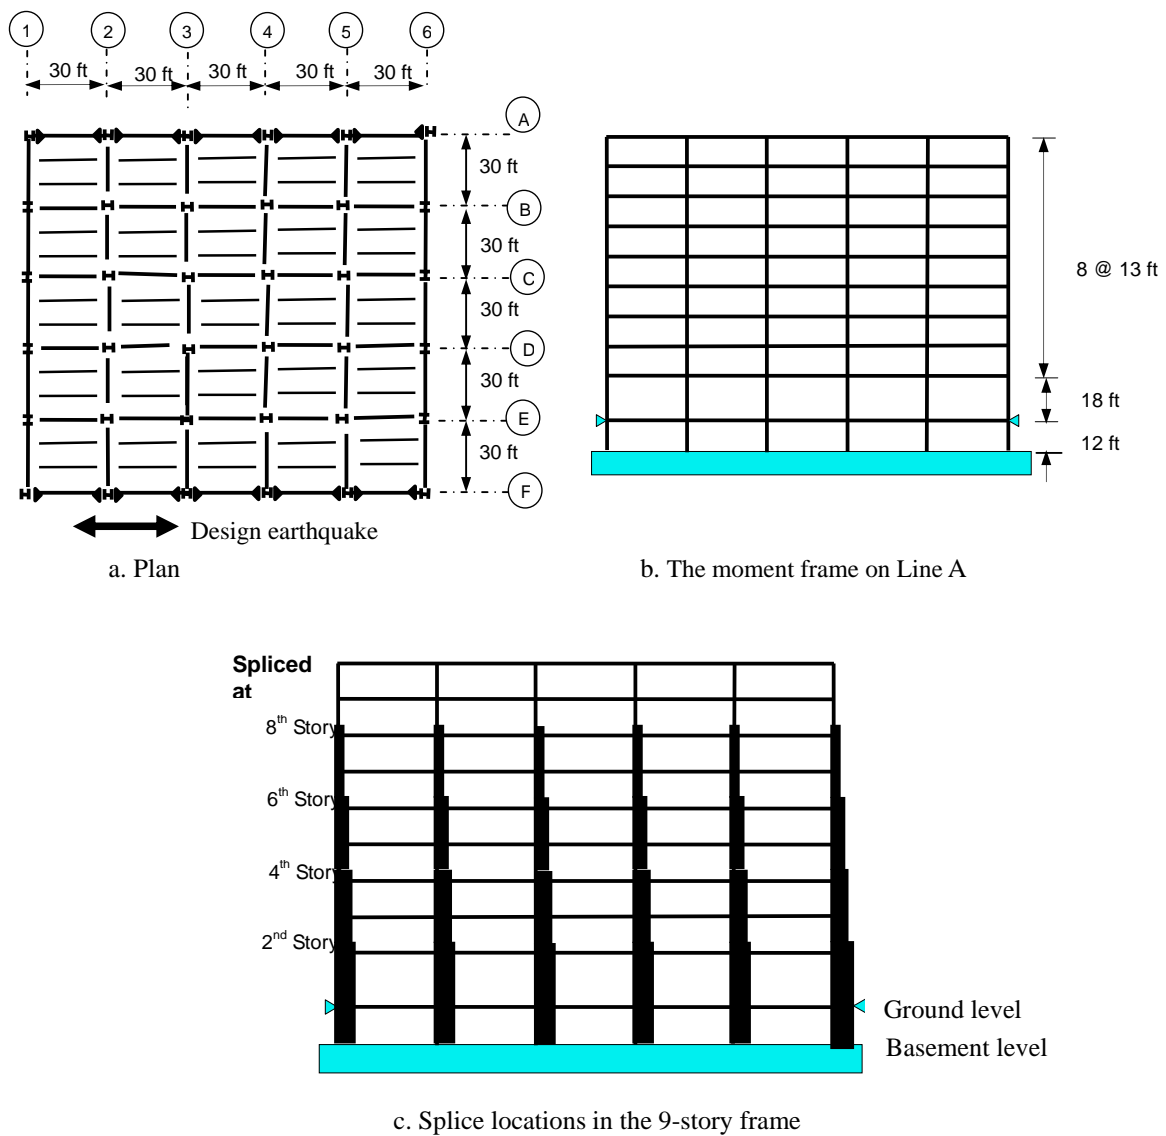 1 2 3 4 5 6
30 ft 30 ft 30 ft 30 ft 30 ft
A
30 ft
B
30 ft
C
30 ft
D
30 ft
E
30 ft
F
Design earthquake
a. Plan
8 @ 13 ft
18 ft
12 ft
b. The moment frame on Line A
Spliced
at
8th Story
6th Story
4th Story
2nd Story
Ground level
Basement level
c. Splice locations in the 9-story frame